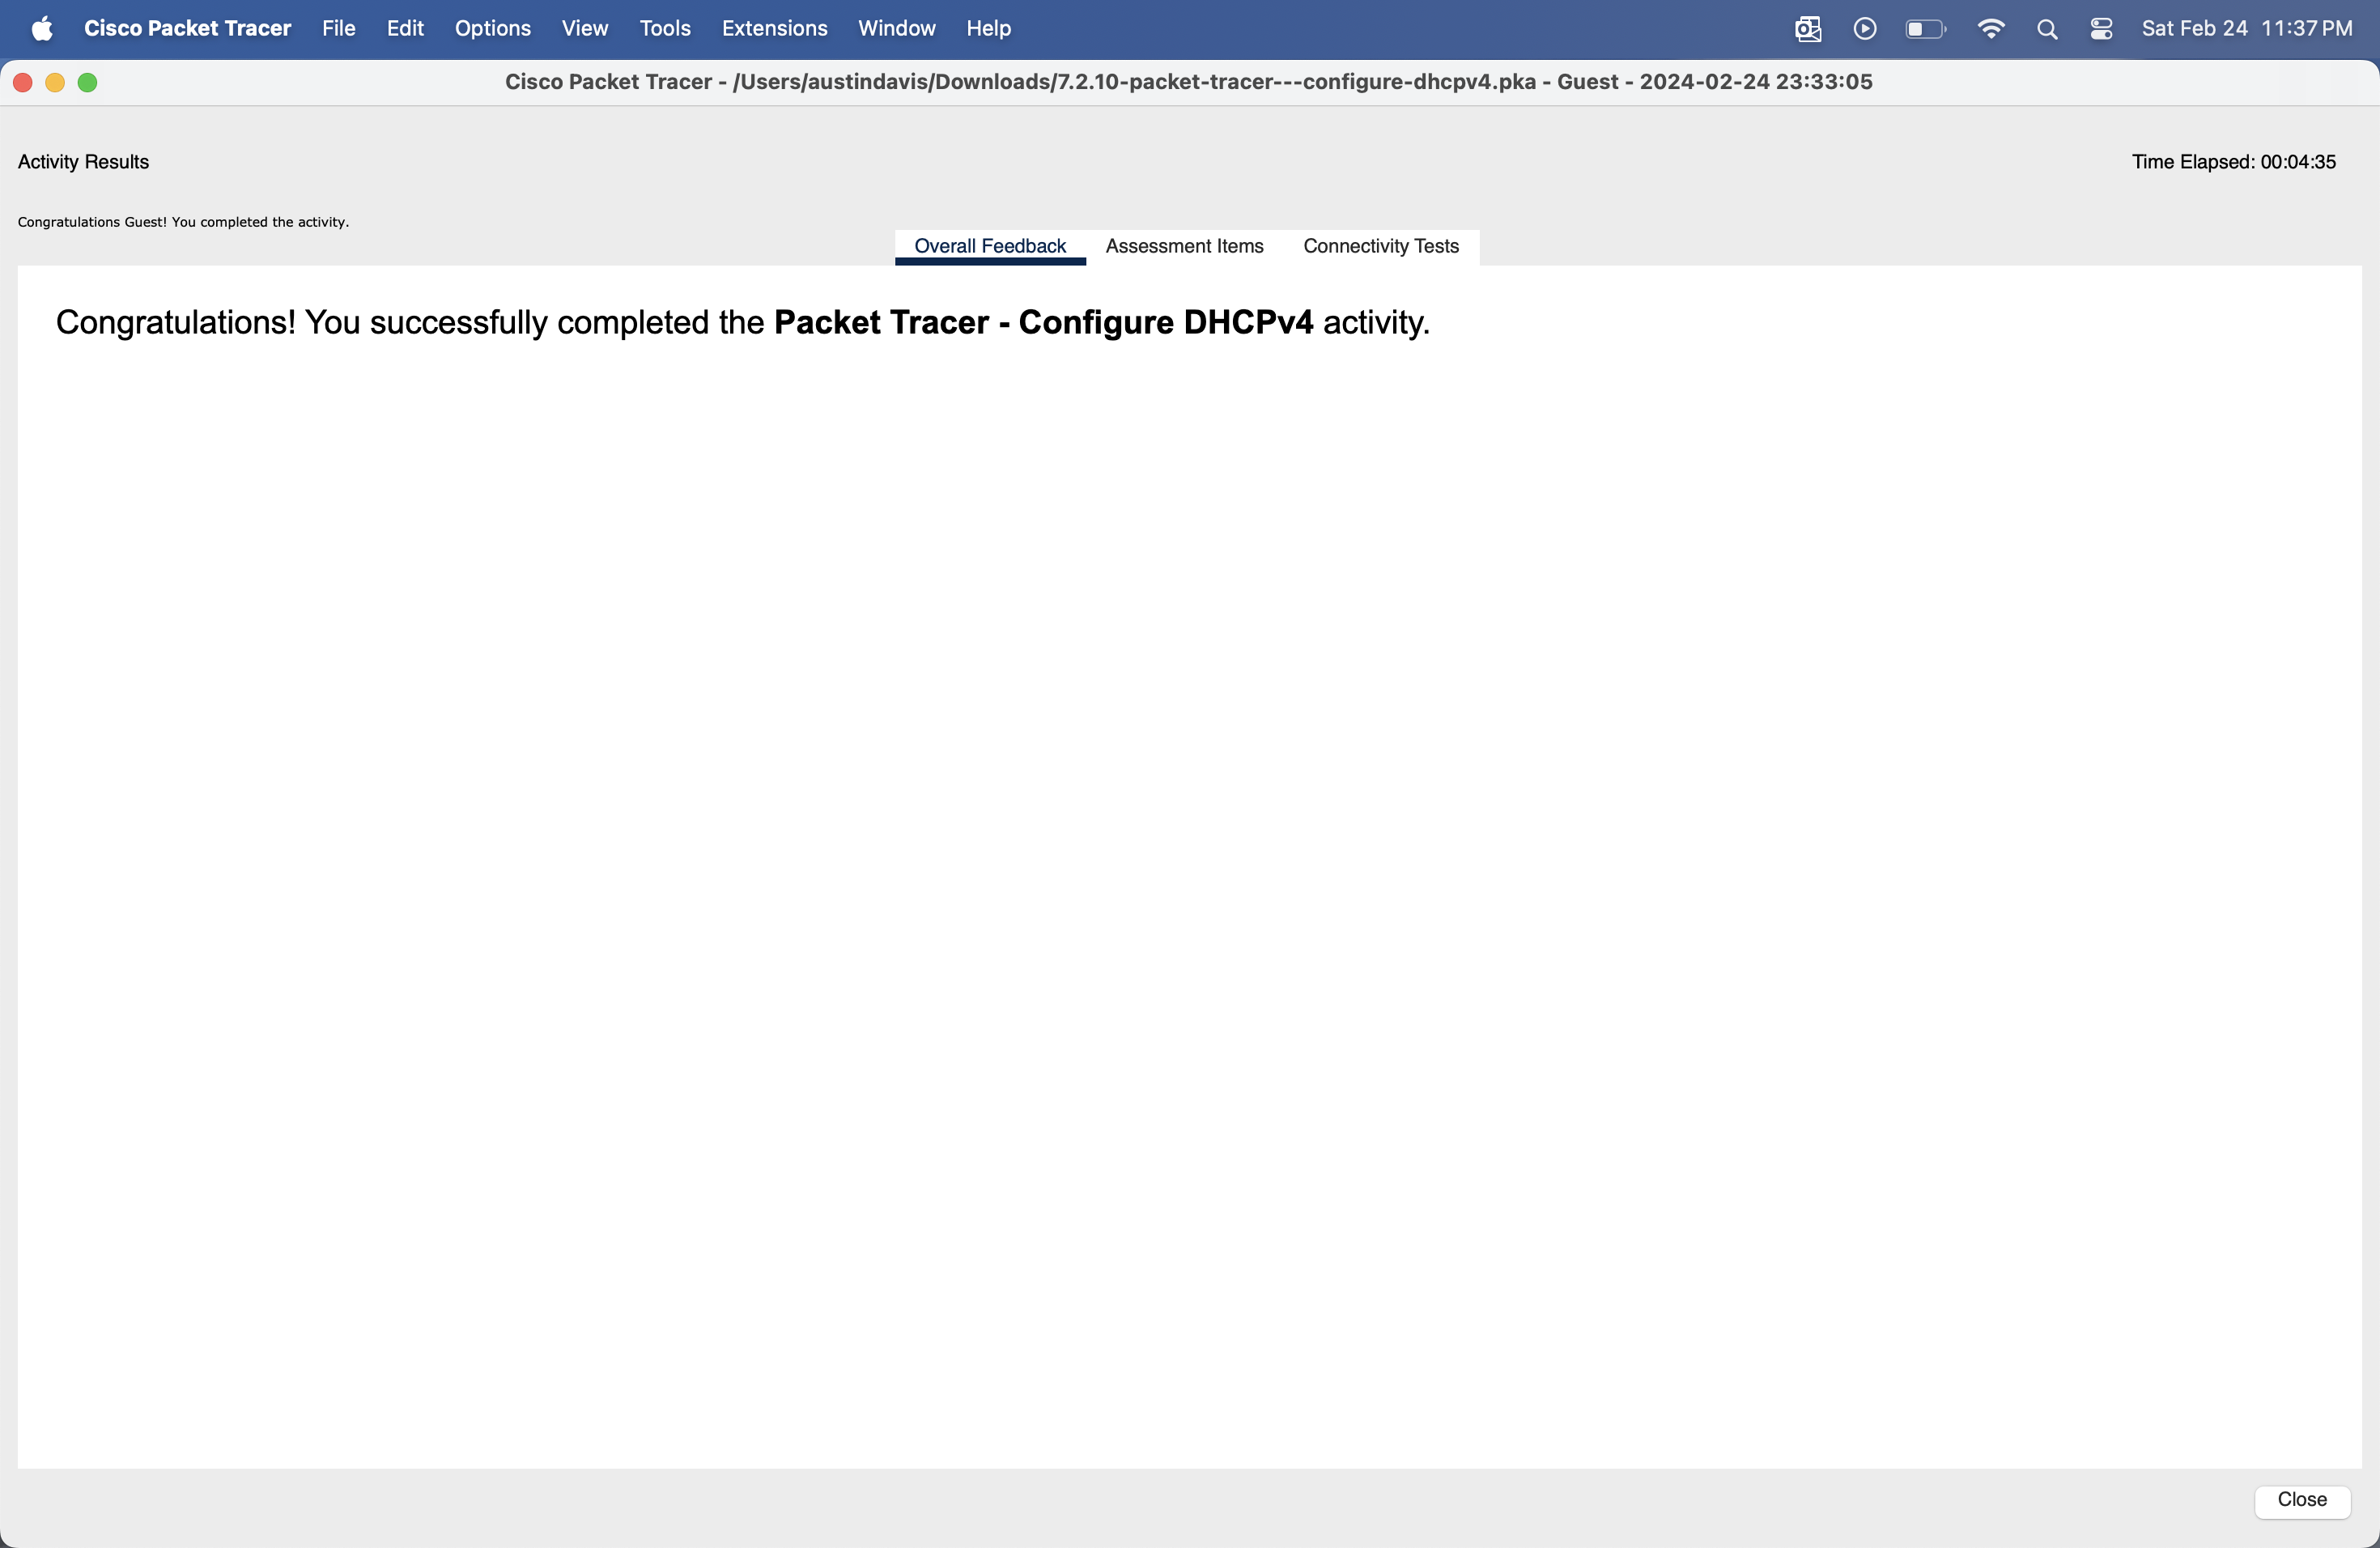 Cisco Packet Tracer File Edit Options View Tools Extensions Window Help Sat Feb 24 11:37 PM
Cisco Packet Tracer - /Users/austindavis/Downloads/7.2.10-packet-tracer---configure-dhcpv4.pka - Guest - 2024-02-24 23:33:05
Activity Results Time Elapsed: 00:04:35
Congratulations Guest! You completed the activity.
Overall Feedback Assessment Items Connectivity Tests
Congratulations! You successfully completed the Packet Tracer - Configure DHCPv4 activity.
Close